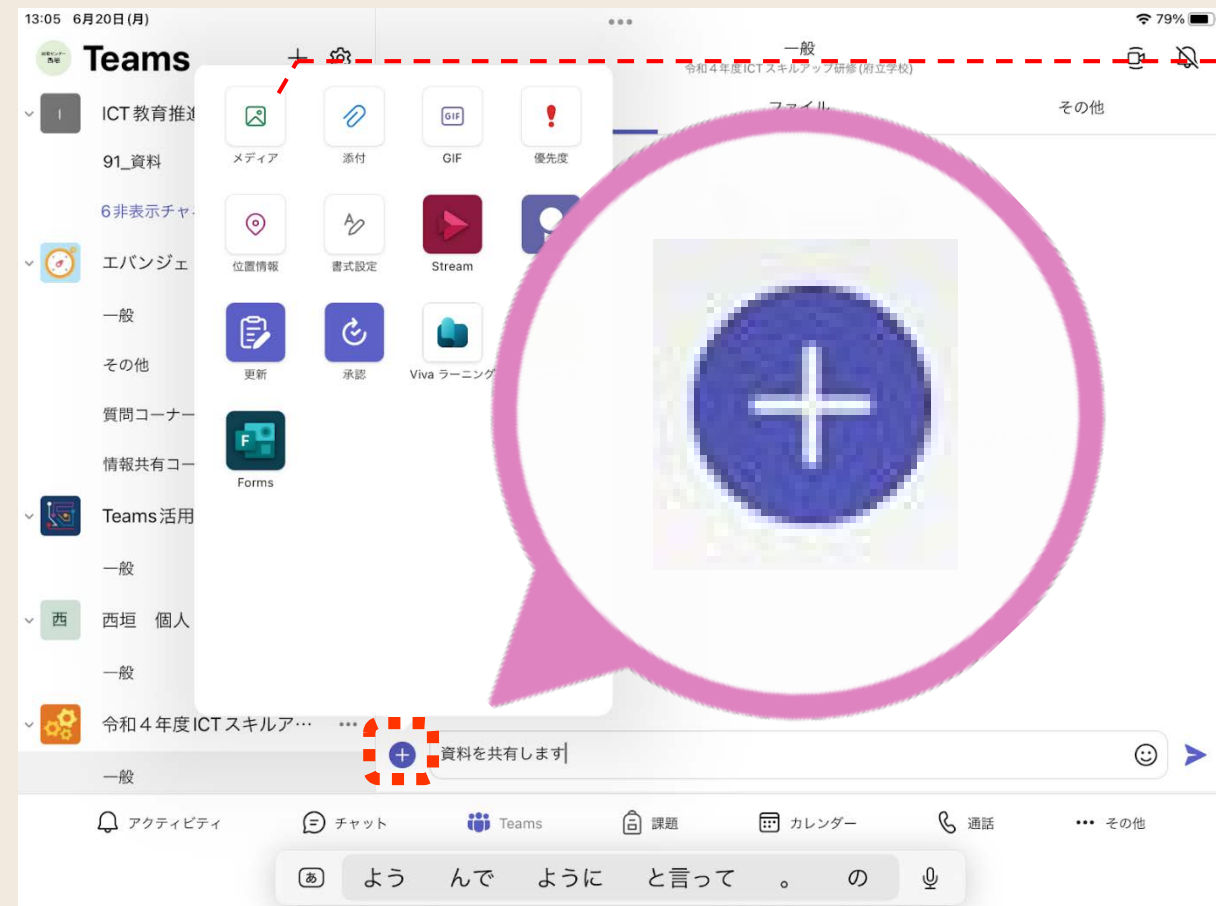 13:05 6月20日(月)
79%
Teams
一般
令和4年度ICTスキルアップ研修(府立学校)
ファイル
その他
I
ICT教育推進
91_資料
6非表示チャ
エバンジェ
一般
その他
質問コーナー
情報共有コー
Teams活用
一般
西
西垣 個人
一般
令和4年度ICTスキルア…
一般
メディア
添付
GIF
GIF
優先度
位置情報
書式設定
Stream
更新
承認
Viva ラーニング
F
Forms
資料を共有します
アクティビティ
チャット
Teams
課題
カレンダー
通話
その他
あ
よう
んで
ように
と言って
。
の